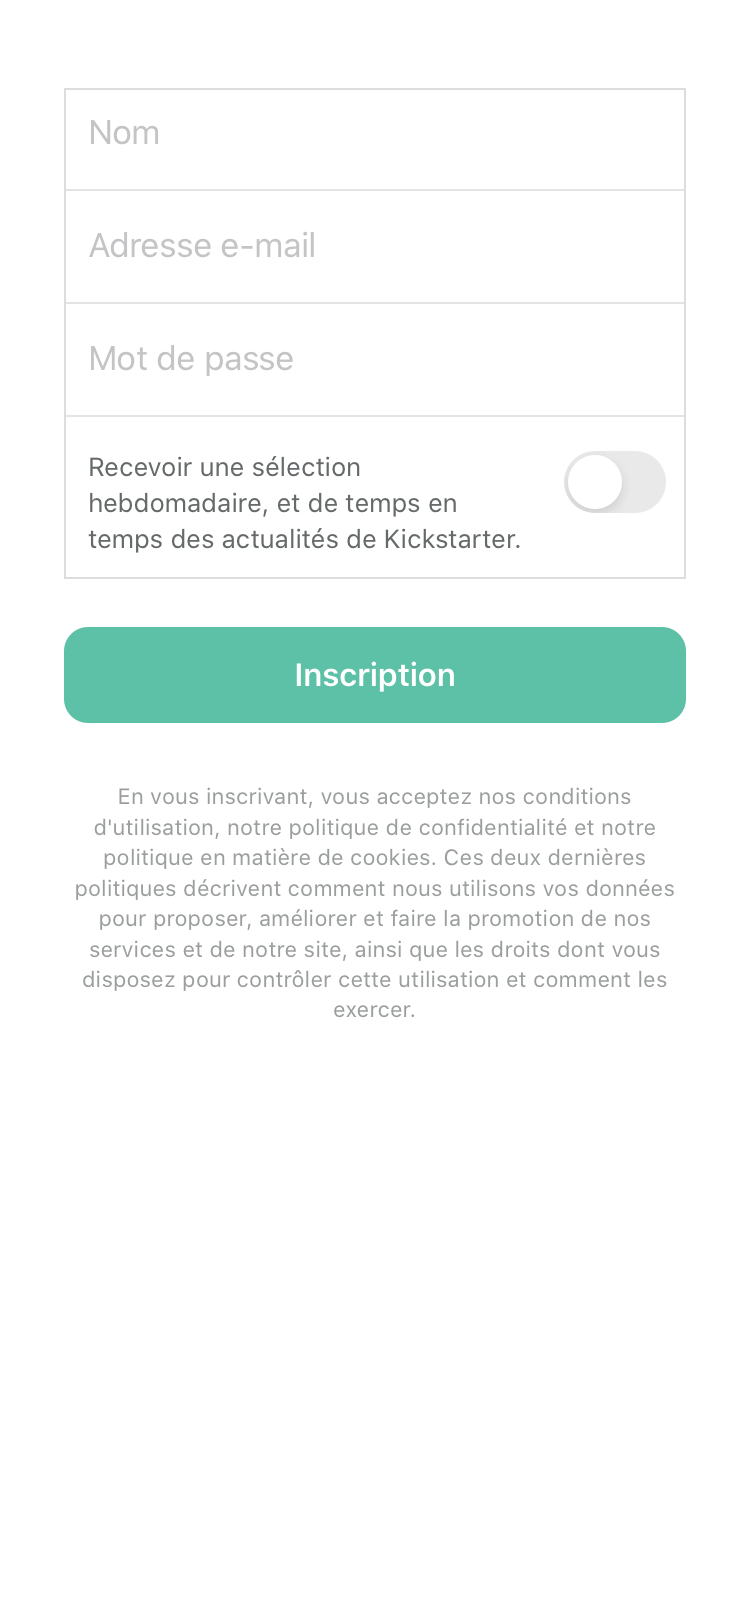 Nom
Adresse e-mail
Mot de passe
Recevoir une sélection
hebdomadaire, et de temps en
temps des actualités de Kickstarter.
Inscription
En vous inscrivant, vous acceptez nos conditions
d'utilisation, notre politique de confidentialité et notre
politique en matière de cookies. Ces deux dernières
politiques décrivent comment nous utilisons vos données
pour proposer, améliorer et faire la promotion de nos
services et de notre site, ainsi que les droits dont vous
disposez pour contrôler cette utilisation et comment les
exercer.